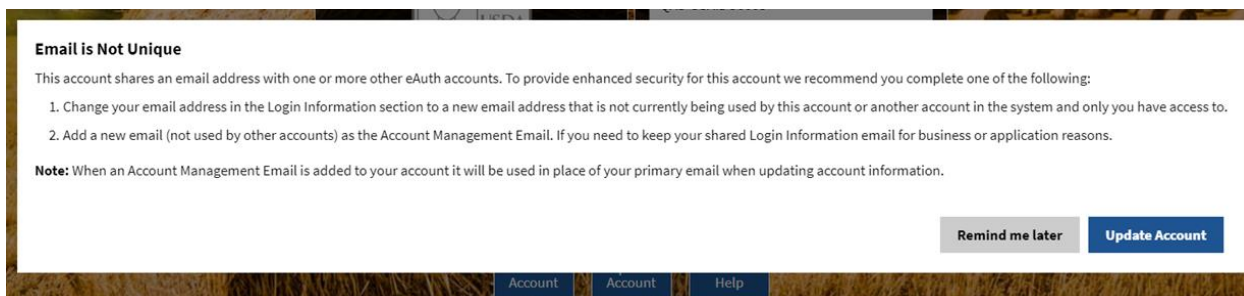 USDA
Email is Not Unique
This account shares an email address with one or more other eAuth accounts. To provide enhanced security for this account we recommend you complete one of the following:
1. Change your email address in the Login Information section to a new email address that is not currently being used by this account or another account in the system and only you have access to.
2. Add a new email (not used by other accounts) as the Account Management Email. If you need to keep your shared Login Information email for business or application reasons.
Note: When an Account Management Email is added to your account it will be used in place of your primary email when updating account information.
Remind me later Update Account
Account Account Help